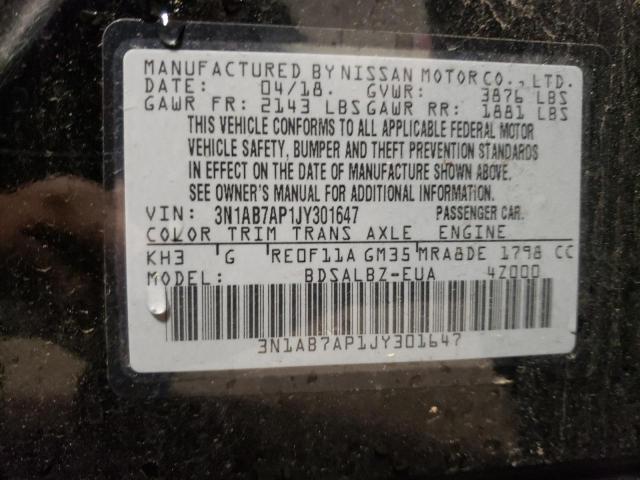 MANUFACTURED BY NISSAN MOTOR CO., LTD.
DATE: 04/18. GVWR: 3876 LBS
GAWR FR: 2143 LBS GAWR RR: 1881 LBS
THIS VEHICLE CONFORMS TO ALL APPLICABLE FEDERAL MOTOR
VEHICLE SAFETY, BUMPER AND THEFT PREVENTION STANDARDS
IN EFFECT ON THE DATE OF MANUFACTURE SHOWN ABOVE.
SEE OWNER'S MANUAL FOR ADDITIONAL INFORMATION.
VIN: 3N1AB7AP1JY301647 PASSENGER CAR.
COLOR TRIM TRANS AXLE ENGINE
KH3 G RE0F11A GM35 MRA8DE 1798 CC
MODEL: BDSALBZ-EUA 4Z000
3N1AB7AP1JY301647